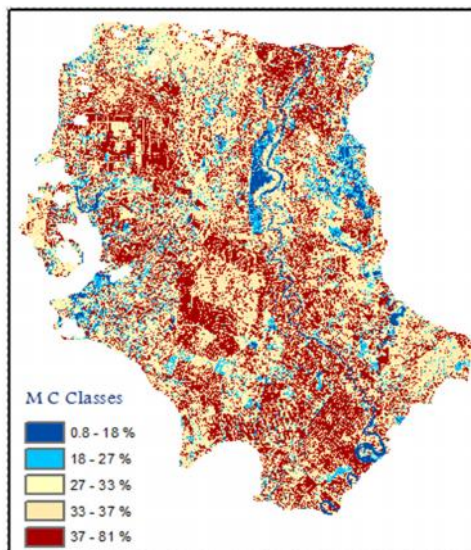 M C Classes
0.8 - 18 %
18 - 27 %
27 - 33 %
33 - 37 %
37 - 81 %